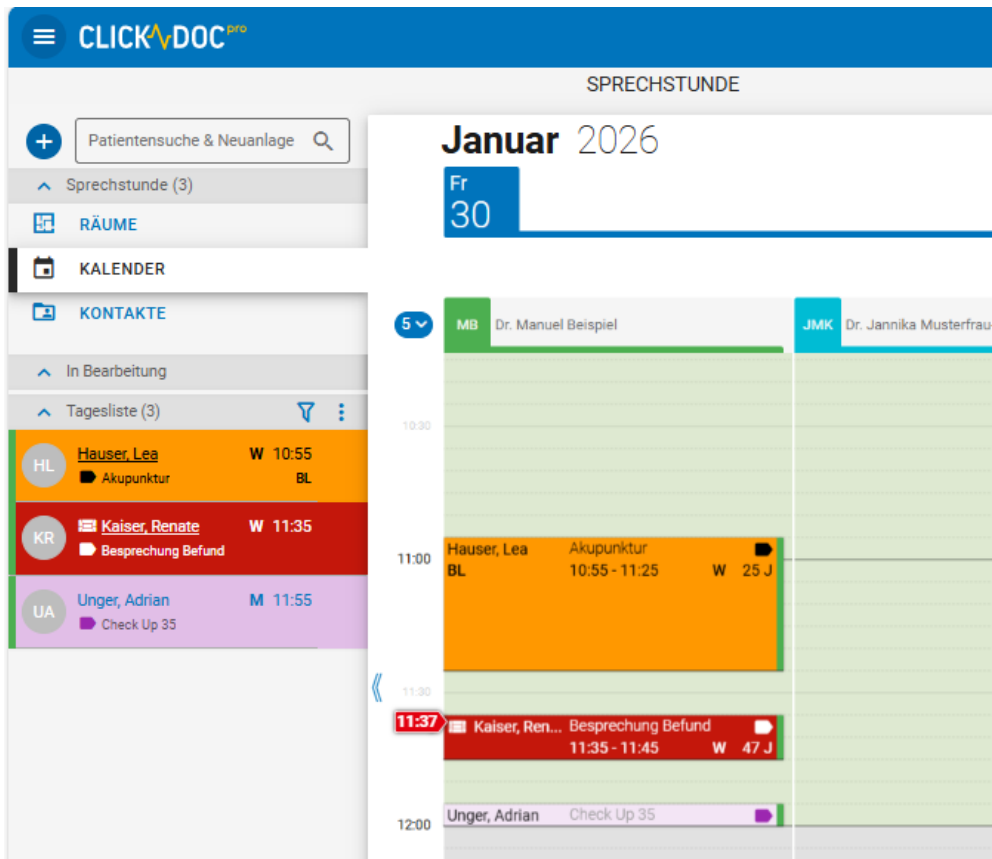 CLICKDOC pro
SPRECHSTUNDE
Patientensuche & Neuanlage
Sprechstunde (3)
RÄUME
KALENDER
KONTAKTE
In Bearbeitung
Tagesliste (3)
HL
Hauser, Lea W 10:55
Akupunktur BL
KR
Kaiser, Renate W 11:35
Besprechung Befund
UA
Unger, Adrian M 11:55
Check Up 35
Januar 2026
Fr
30
5
MB Dr. Manuel Beispiel
JMK Dr. Jannika Musterfrau-
10:30
11:00
Hauser, Lea Akupunktur
BL 10:55 - 11:25 W 25 J
11:30
11:37
Kaiser, Ren... Besprechung Befund
11:35 - 11:45 W 47 J
Unger, Adrian Check Up 35
12:00